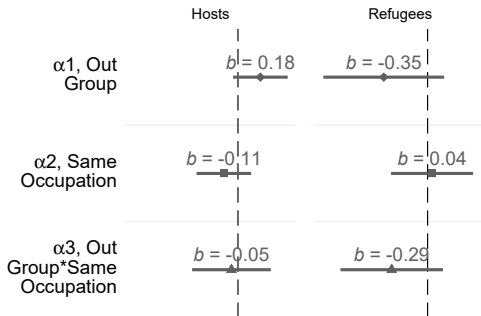 Hosts
Refugees
α1, Out
Group
b = 0.18
b = -0.35
α2, Same
Occupation
b = -0.11
b = 0.04
α3, Out
Group*Same
Occupation
b = -0.05
b = -0.29